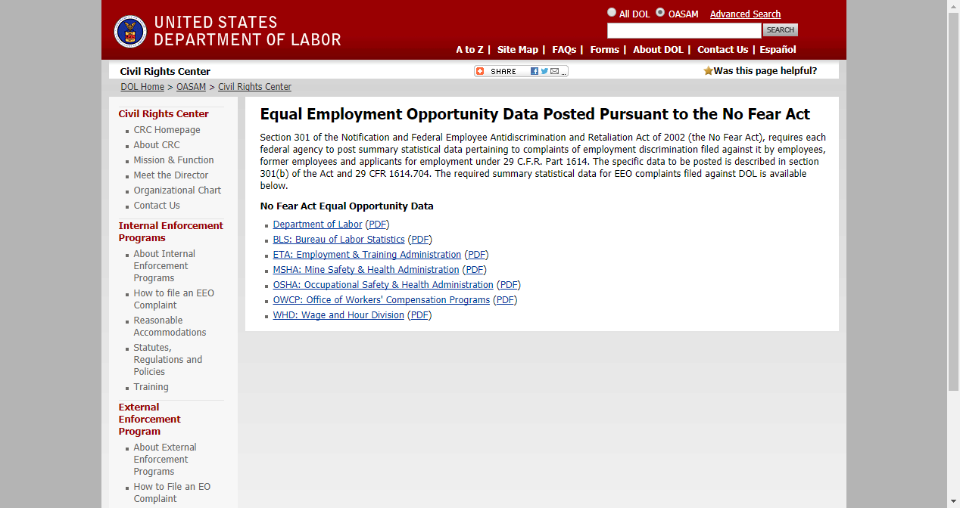 UNITED STATES
DEPARTMENT OF LABOR
All DOL OASAM Advanced Search
SEARCH
A to Z | Site Map | FAQs | Forms | About DOL | Contact Us | Español
Civil Rights Center
SHARE
Was this page helpful?
DOL Home > OASAM > Civil Rights Center
Civil Rights Center
CRC Homepage
About CRC
Mission & Function
Meet the Director
Organizational Chart
Contact Us
Internal Enforcement
Programs
About Internal
Enforcement
Programs
How to file an EEO
Complaint
Reasonable
Accommodations
Statutes,
Regulations and
Policies
Training
External
Enforcement
Program
About External
Enforcement
Programs
How to File an EO
Complaint
Equal Employment Opportunity Data Posted Pursuant to the No Fear Act
Section 301 of the Notification and Federal Employee Antidiscrimination and Retaliation Act of 2002 (the No Fear Act), requires each
federal agency to post summary statistical data pertaining to complaints of employment discrimination filed against it by employees,
former employees and applicants for employment under 29 C.F.R. Part 1614. The specific data to be posted is described in section
301(b) of the Act and 29 CFR 1614.704. The required summary statistical data for EEO complaints filed against DOL is available
below.
No Fear Act Equal Opportunity Data
Department of Labor (PDF)
BLS: Bureau of Labor Statistics (PDF)
ETA: Employment & Training Administration (PDF)
MSHA: Mine Safety & Health Administration (PDF)
OSHA: Occupational Safety & Health Administration (PDF)
OWCP: Office of Workers' Compensation Programs (PDF)
WHD: Wage and Hour Division (PDF)